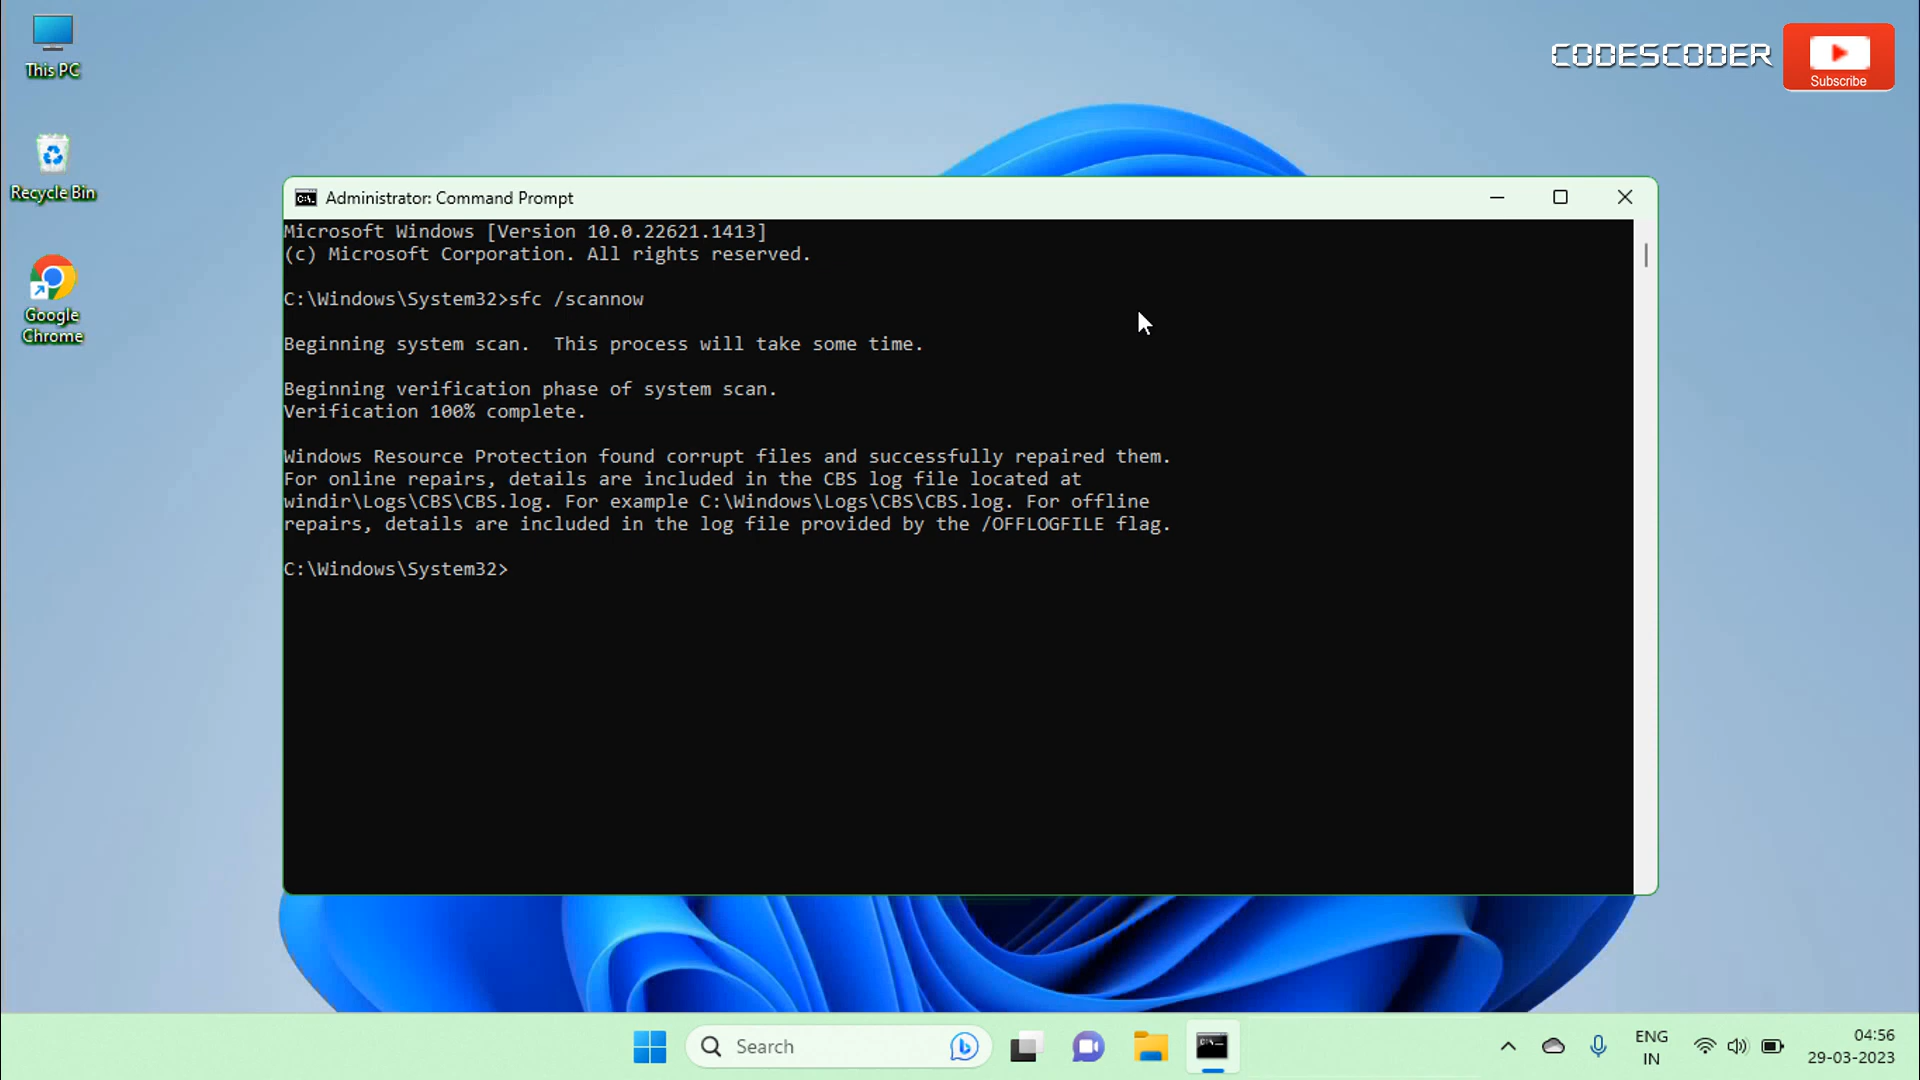 This PC
Recycle Bin
Google
Chrome
CODESCODER
Subscribe
Administrator: Command Prompt
Microsoft Windows [Version 10.0.22621.1413]
(c) Microsoft Corporation. All rights reserved.
C:\Windows\System32>sfc /scannow
Beginning system scan.  This process will take some time.
Beginning verification phase of system scan.
Verification 100% complete.
Windows Resource Protection found corrupt files and successfully repaired them.
For online repairs, details are included in the CBS log file located at
windir\Logs\CBS\CBS.log. For example C:\Windows\Logs\CBS\CBS.log. For offline
repairs, details are included in the log file provided by the /OFFLOGFILE flag.
C:\Windows\System32>
Search
ENG
IN
04:56
29-03-2023